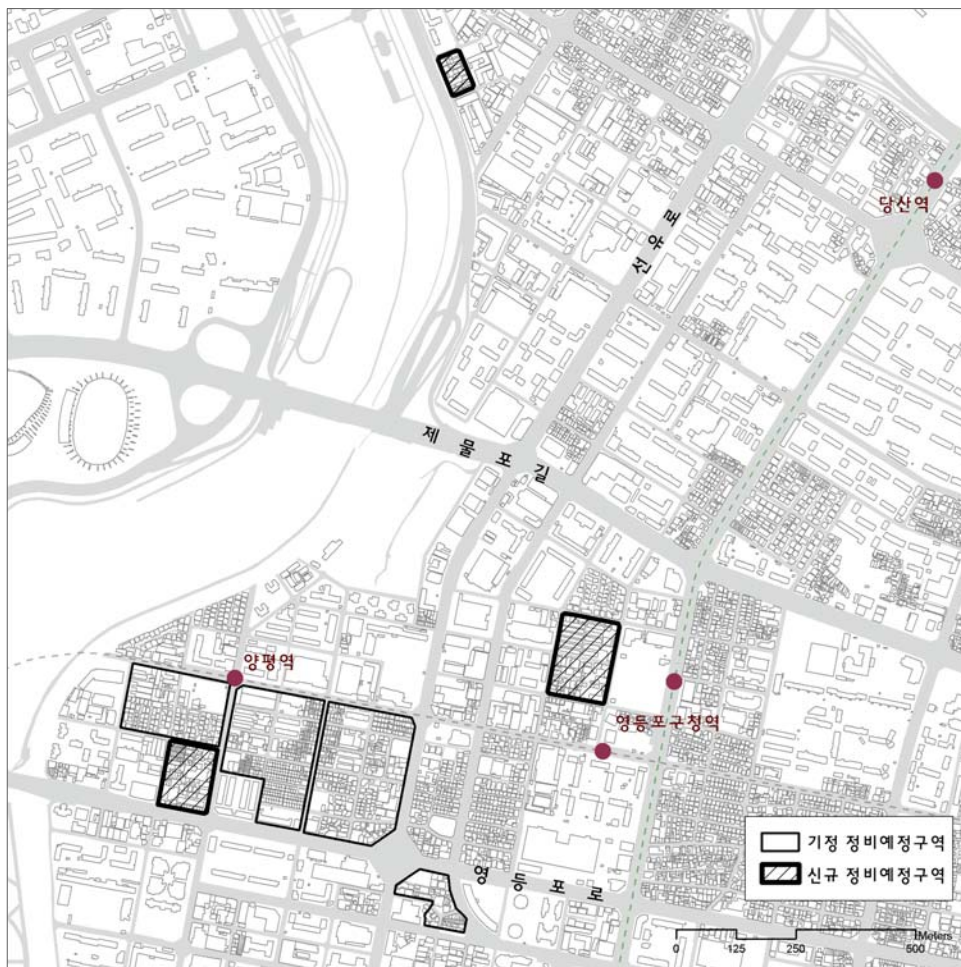 당산역
선유로
제물포길
양평역
영등포구청역
영등포로
기정 정비예정구역
신규 정비예정구역
Meters
0 125 250 500